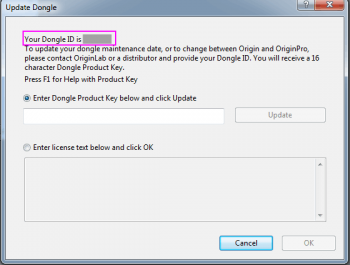 Update Dongle
Your Dongle ID is
To update your dongle maintenance date, or to change between Origin and OriginPro,
please contact OriginLab or a distributor and provide your Dongle ID. You will receive a 16
character Dongle Product Key.
Press F1 for Help with Product Key
Enter Dongle Product Key below and click Update
Update
Enter license text below and click OK
Cancel
OK